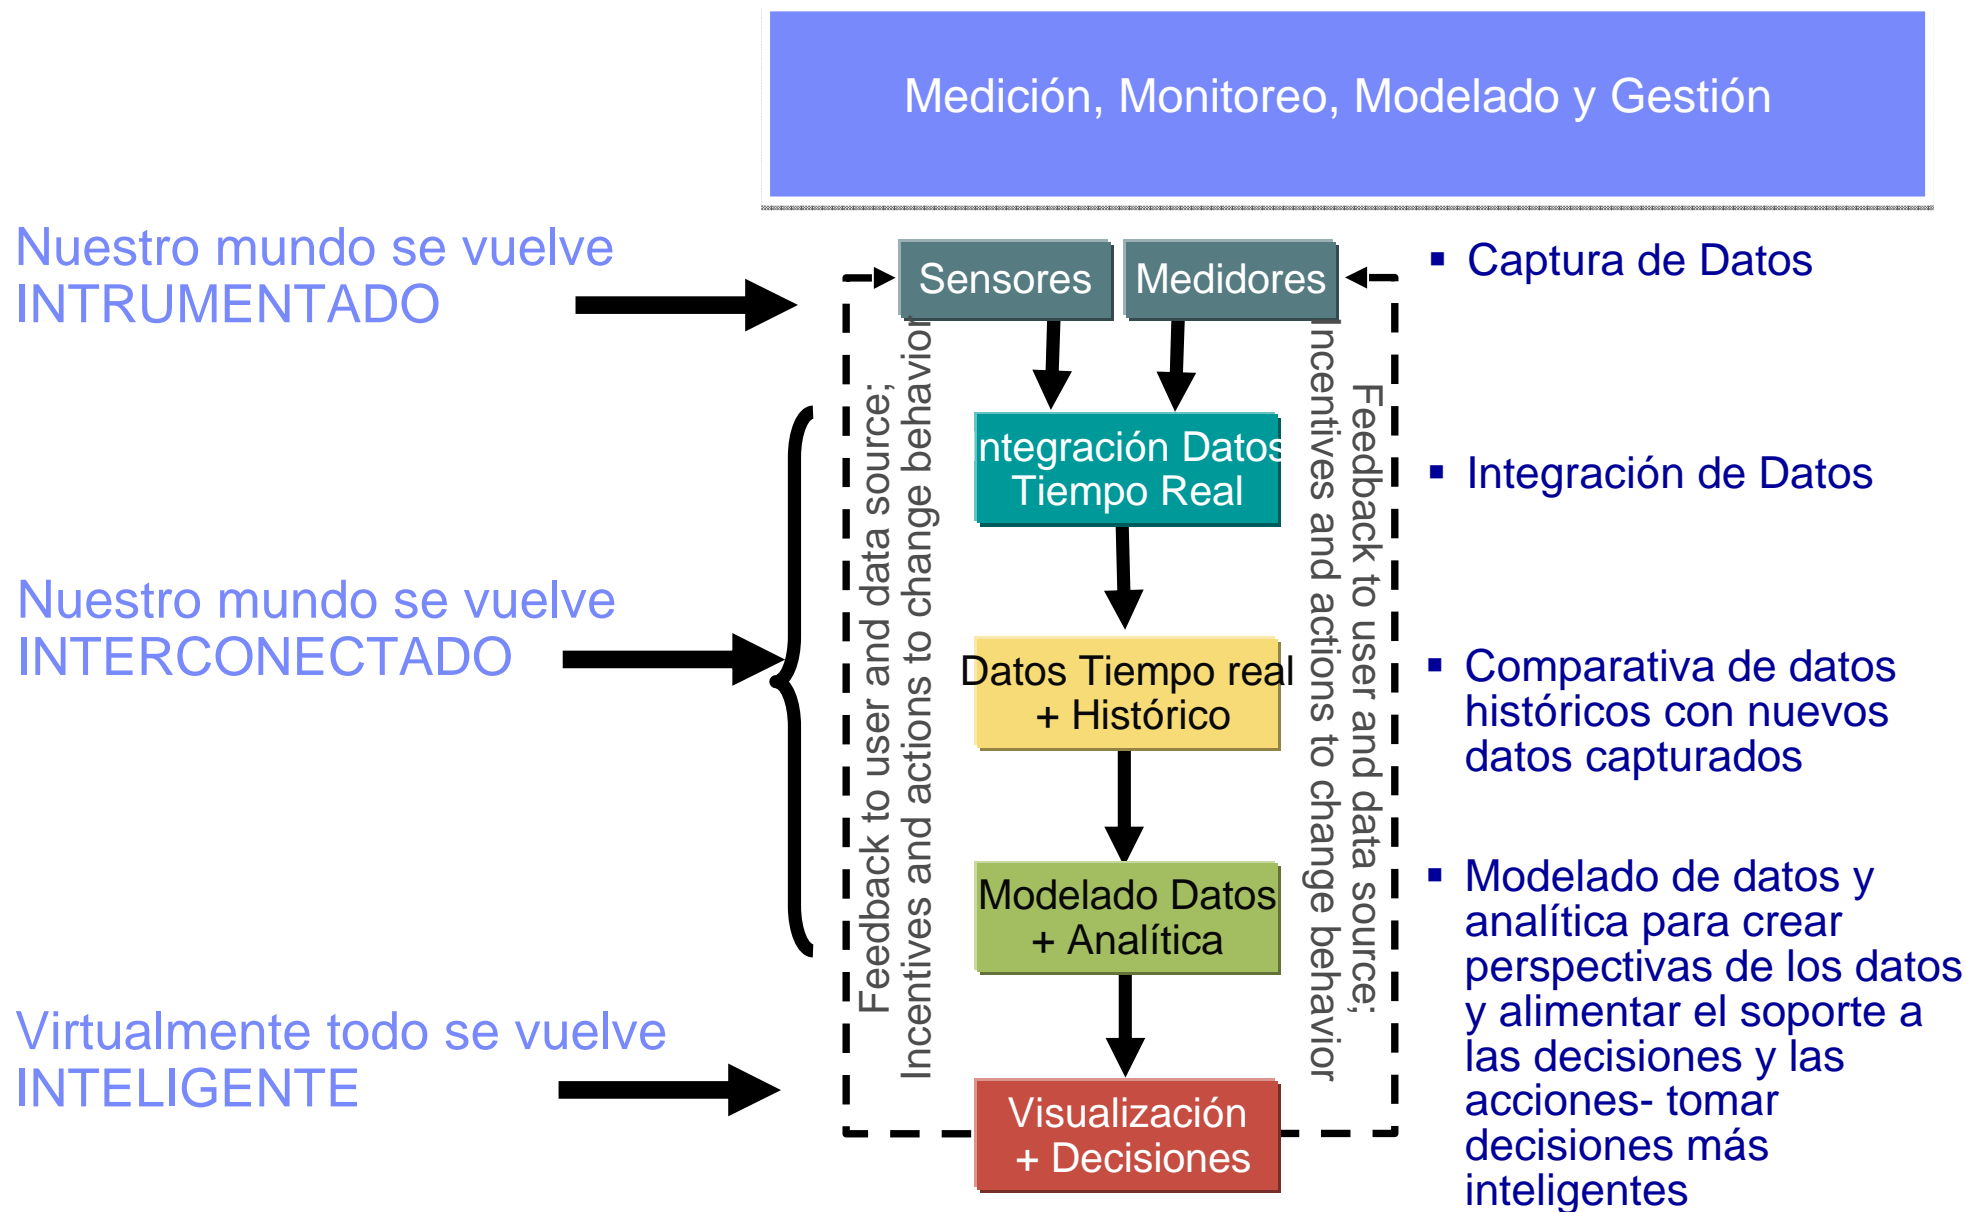 Medición, Monitoreo, Modelado y Gestión
Nuestro mundo se vuelve
INTRUMENTADO
Nuestro mundo se vuelve
INTERCONECTADO
Virtualmente todo se vuelve
INTELIGENTE
Sensores
Medidores
Feedback to user and data source;
Incentives and actions to change behavior
ntegración Datos
Tiempo Real
Datos Tiempo real
+ Histórico
Modelado Datos
+ Analítica
Visualización
+ Decisiones
Feedback to user and data source;
Incentives and actions to change behavior
▪ Captura de Datos
▪ Integración de Datos
▪ Comparativa de datos
históricos con nuevos
datos capturados
▪ Modelado de datos y
analítica para crear
perspectivas de los datos
y alimentar el soporte a
las decisiones y las
acciones- tomar
decisiones más
inteligentes